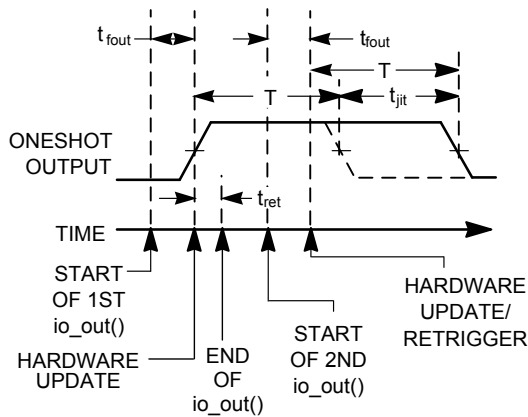 tfout
tfout
T
T
tjit
ONESHOT
OUTPUT
tret
TIME
START
OF 1ST
io_out()
HARDWARE
UPDATE
END
OF
io_out()
START
OF 2ND
io_out()
HARDWARE
UPDATE/
RETRIGGER